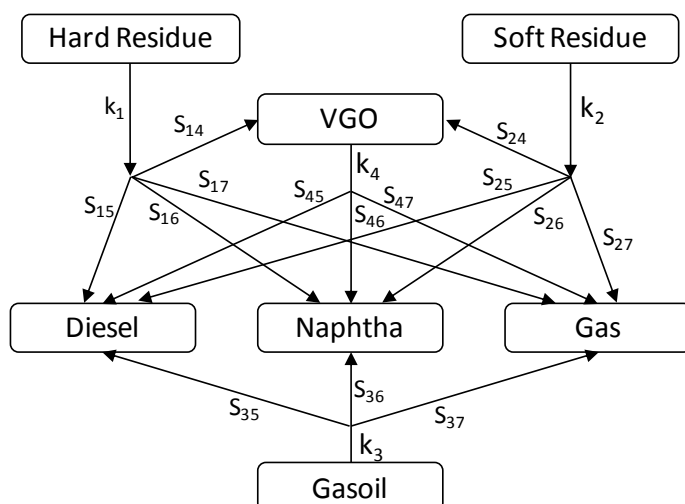 Hard Residue
Soft Residue
k₁
k₂
VGO
S₁₄
S₂₄
k₄
S₁₇
S₄₅
S₄₇
S₂₅
S₁₅
S₁₆
S₄₆
S₂₆
S₂₇
Diesel
Naphtha
Gas
S₃₅
S₃₆
S₃₇
k₃
Gasoil